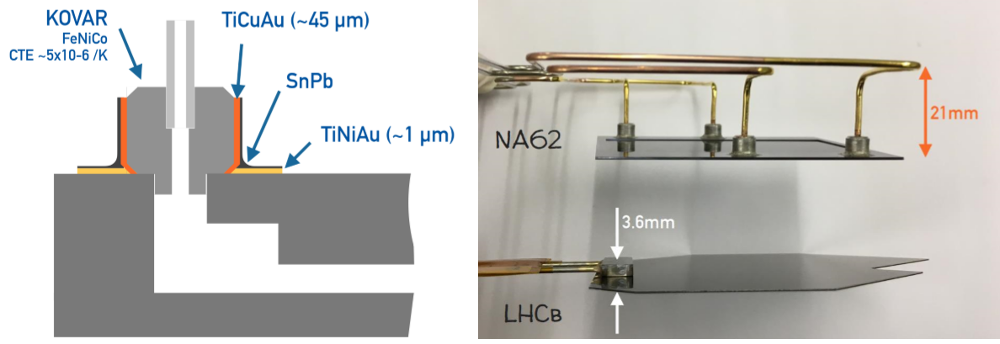 KOVAR
FeNiCo
CTE ~5x10-6 /K
TiCuAu (~45 µm)
SnPb
TiNiAu (~1 µm)
NA62
21mm
3.6mm
LHCb